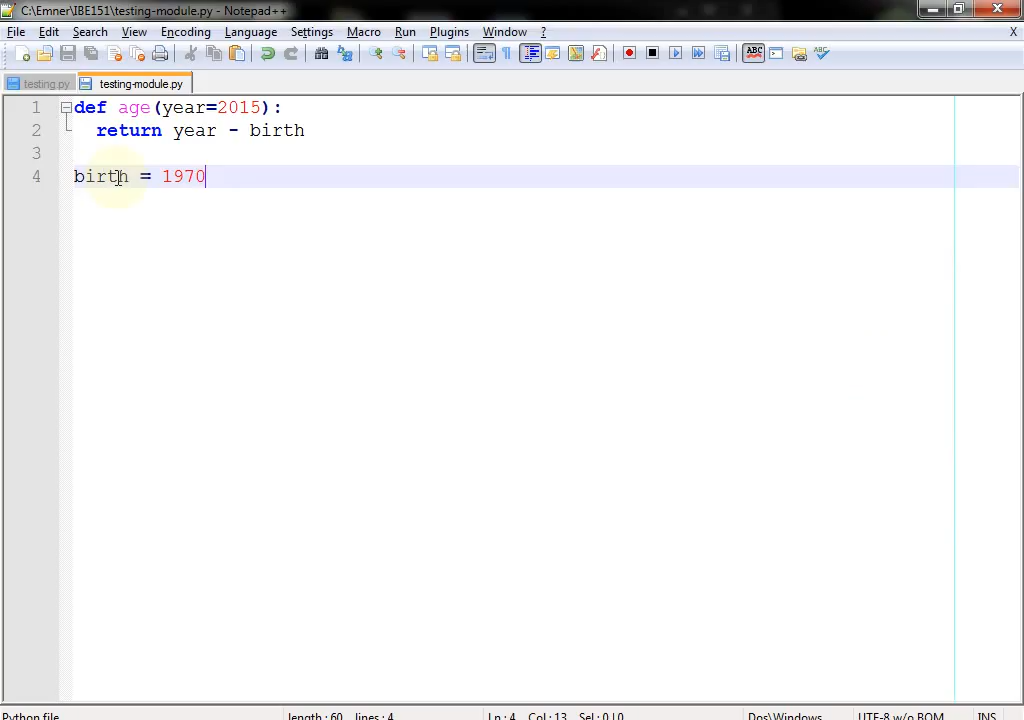 C:\Emner\IBE151\testing-module.py - Notepad++
File Edit Search View Encoding Language Settings Macro Run Plugins Window ? X
testing.py testing-module.py
1 def age(year=2015):
2 return year - birth
3
4 birth = 1970
Python file length : 60 lines : 4 Ln : 4 Col : 13 Sel : 0 | 0 Dos\Windows UTF-8 w/o BOM INS